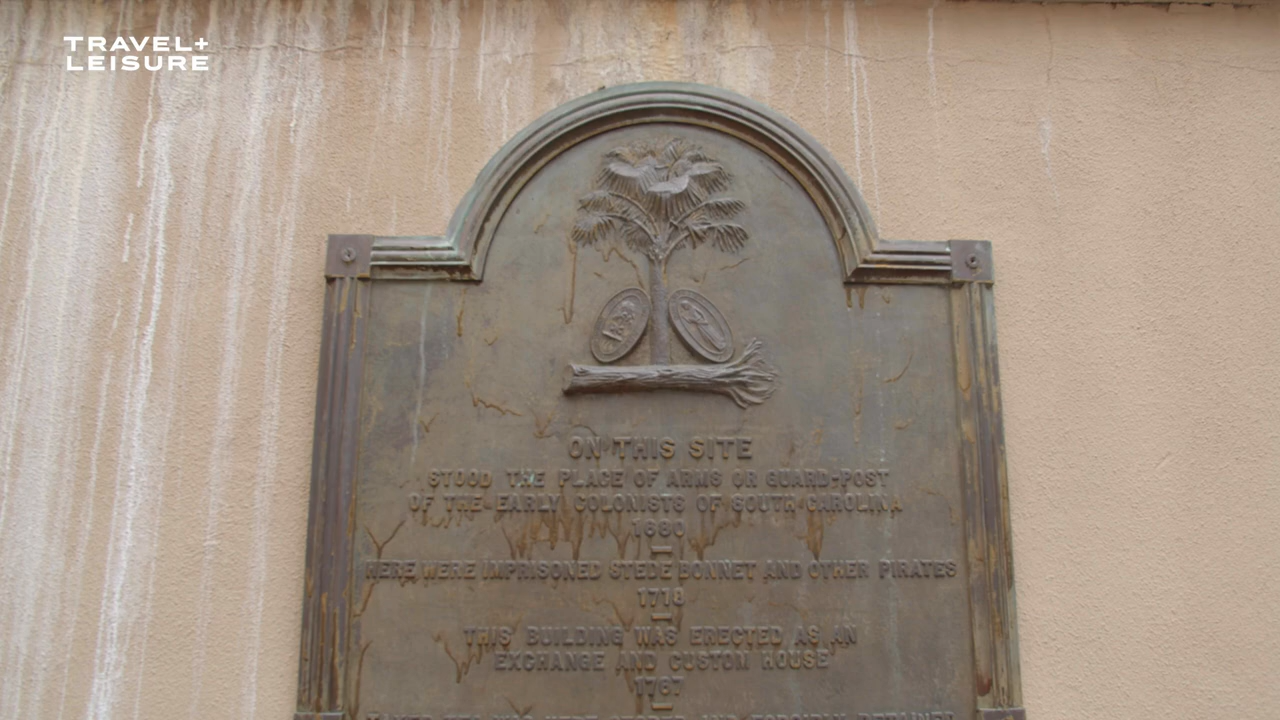 TRAVEL+
LEISURE
ON THIS SITE
STOOD THE PLACE OF ARMS OR GUARD-POST
OF THE EARLY COLONISTS OF SOUTH CAROLINA
1680
HERE WERE IMPRISONED STEDE BONNET AND OTHER PIRATES
1718
THIS BUILDING WAS ERECTED AS AN
EXCHANGE AND CUSTOM HOUSE
1767